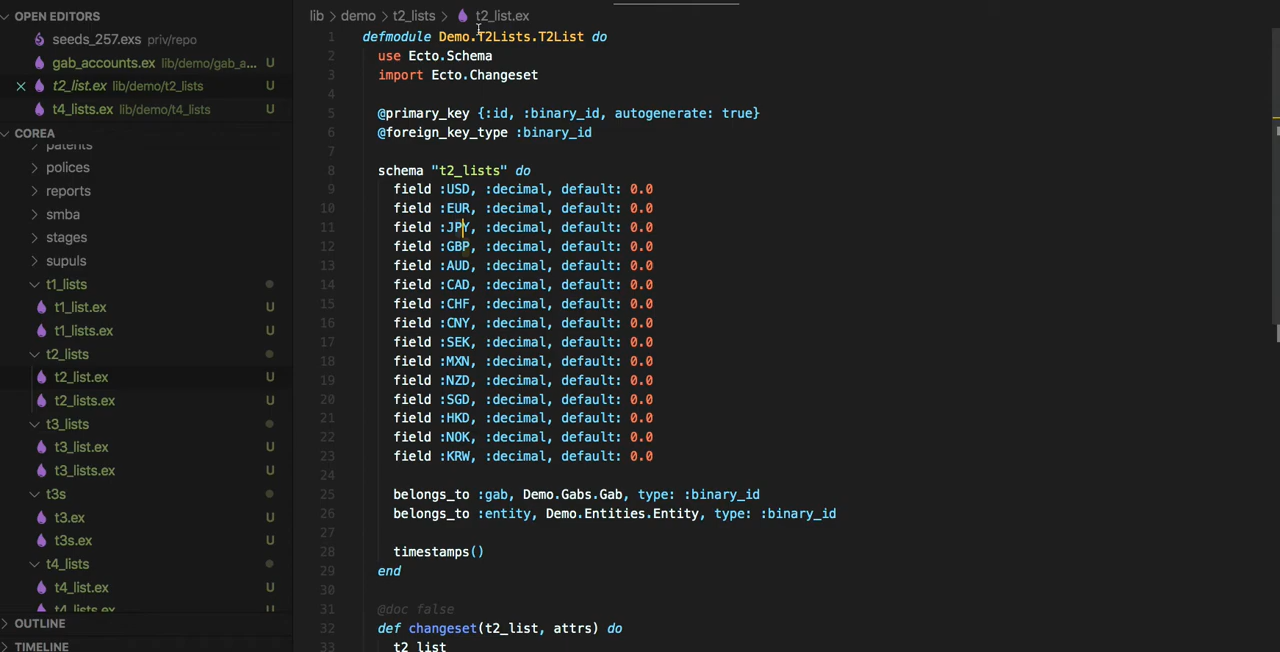 OPEN EDITORS
seeds_257.exs priv/repo
gab_accounts.ex lib/demo/gab_a... U
t2_list.ex lib/demo/t2_lists U
t4_lists.ex lib/demo/t4_lists U
COREA
patents
polices
reports
smba
stages
supuls
t1_lists
t1_list.ex U
t1_lists.ex U
t2_lists
t2_list.ex U
t2_lists.ex U
t3_lists
t3_list.ex U
t3_lists.ex U
t3s
t3.ex U
t3s.ex U
t4_lists
t4_list.ex U
t4_lists.ex U
OUTLINE
TIMELINE
lib > demo > t2_lists > t2_list.ex
1 defmodule Demo.T2Lists.T2List do
2 use Ecto.Schema
3 import Ecto.Changeset
4
5 @primary_key {:id, :binary_id, autogenerate: true}
6 @foreign_key_type :binary_id
7
8 schema "t2_lists" do
9 field :USD, :decimal, default: 0.0
10 field :EUR, :decimal, default: 0.0
11 field :JPY, :decimal, default: 0.0
12 field :GBP, :decimal, default: 0.0
13 field :AUD, :decimal, default: 0.0
14 field :CAD, :decimal, default: 0.0
15 field :CHF, :decimal, default: 0.0
16 field :CNY, :decimal, default: 0.0
17 field :SEK, :decimal, default: 0.0
18 field :MXN, :decimal, default: 0.0
19 field :NZD, :decimal, default: 0.0
20 field :SGD, :decimal, default: 0.0
21 field :HKD, :decimal, default: 0.0
22 field :NOK, :decimal, default: 0.0
23 field :KRW, :decimal, default: 0.0
24
25 belongs_to :gab, Demo.Gabs.Gab, type: :binary_id
26 belongs_to :entity, Demo.Entities.Entity, type: :binary_id
27
28 timestamps()
29 end
30
31 @doc false
32 def changeset(t2_list, attrs) do
33 t2_list